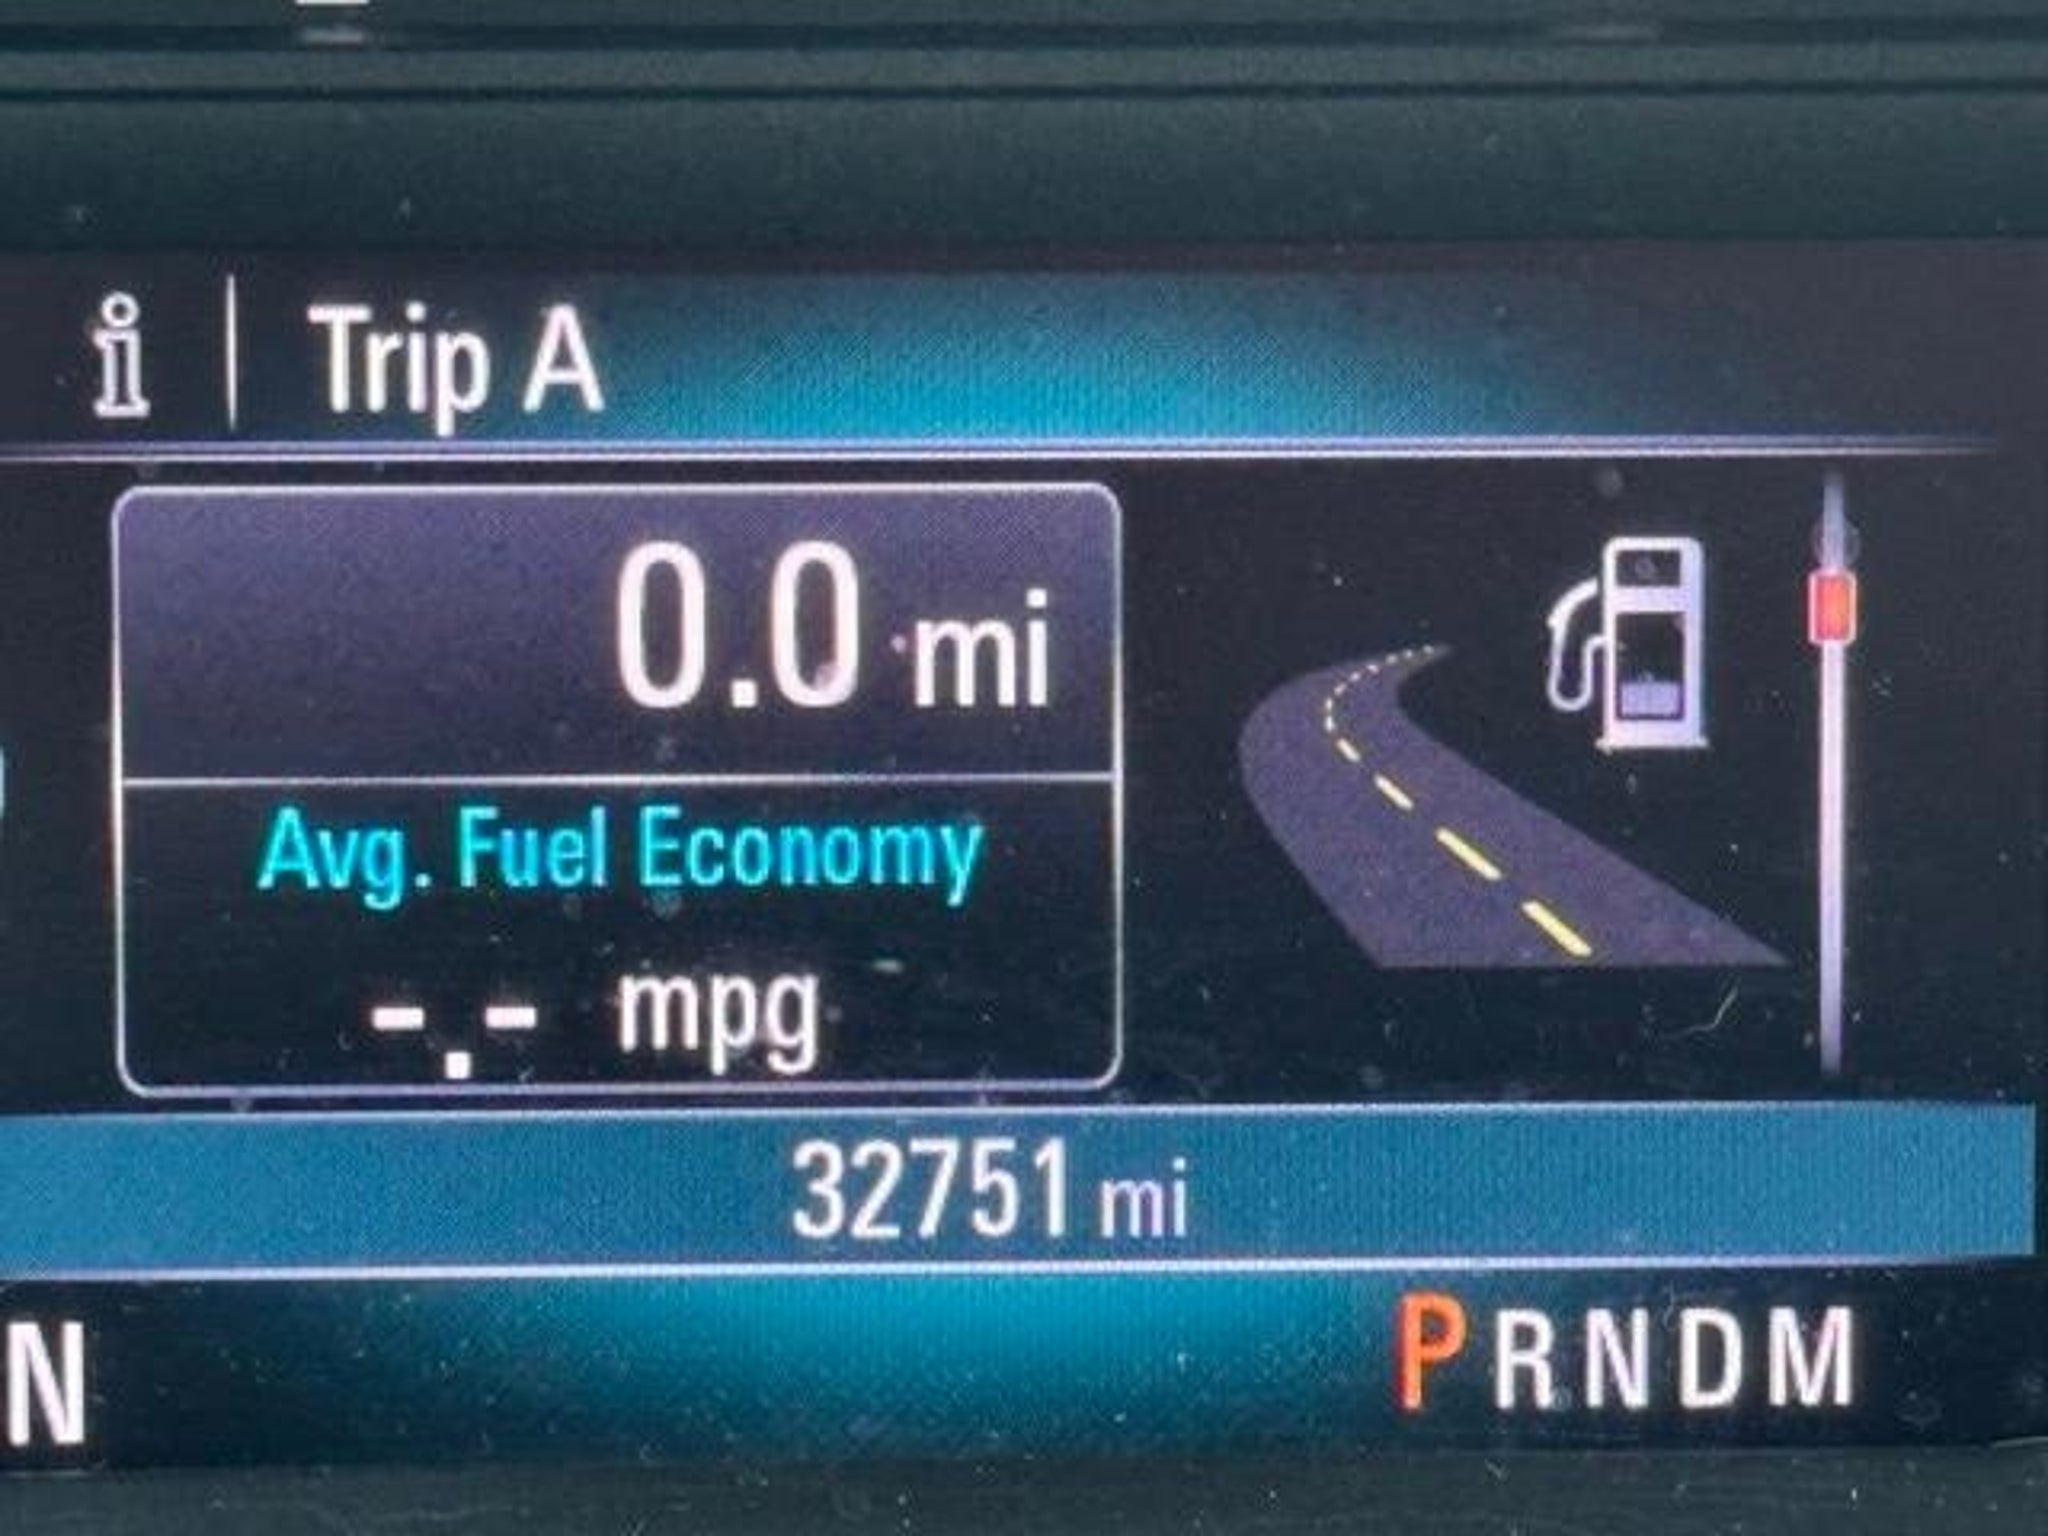 i | Trip A
0.0 mi
Avg. Fuel Economy
-.- mpg
32751 mi
N
PRNDM